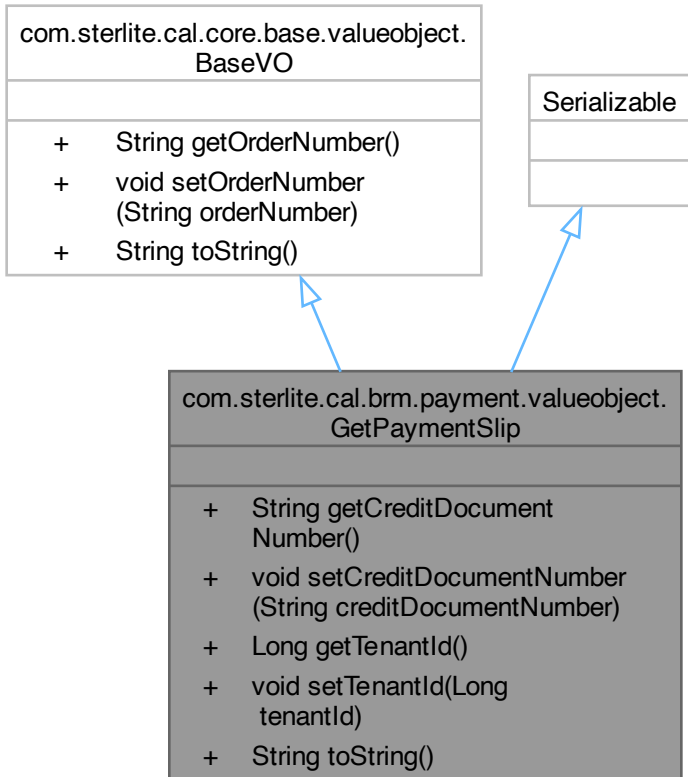 com.sterlite.cal.core.base.valueobject.
BaseVO
+ String getOrderNumber()
+ void setOrderNumber
(String orderNumber)
+ String toString()
Serializable
com.sterlite.cal.brm.payment.valueobject.
GetPaymentSlip
+ String getCreditDocument
Number()
+ void setCreditDocumentNumber
(String creditDocumentNumber)
+ Long getTenantId()
+ void setTenantId(Long
tenantId)
+ String toString()